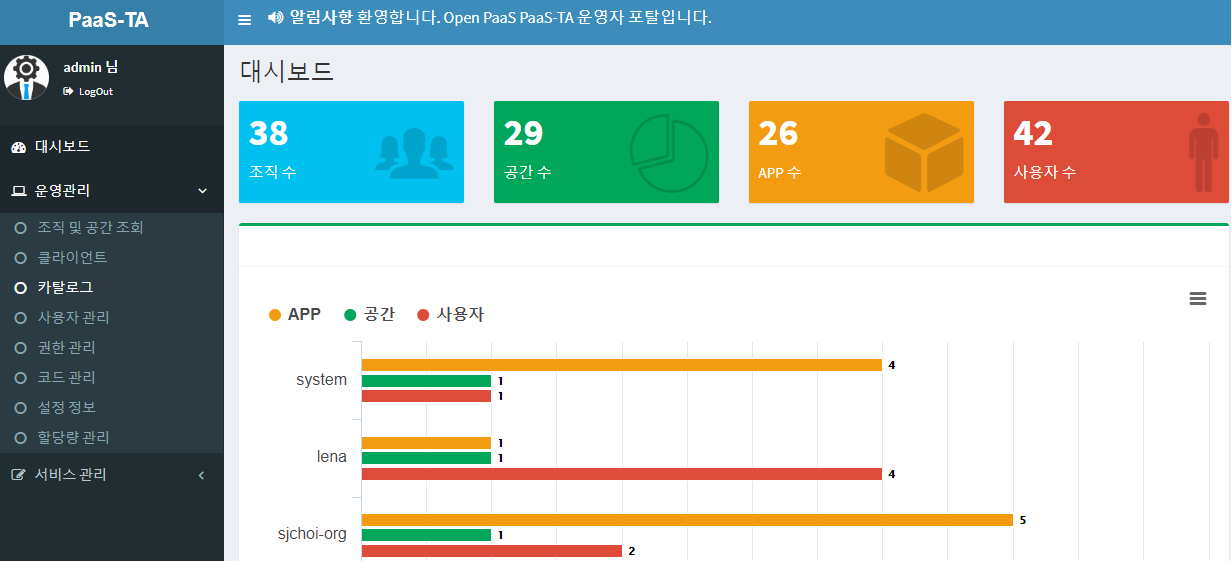 PaaS-TA
알림사항 환영합니다. Open PaaS PaaS-TA 운영자 포탈입니다.
admin 님
LogOut
대시보드
운영관리
조직 및 공간 조회
클라이언트
카탈로그
사용자 관리
권한 관리
코드 관리
설정 정보
할당량 관리
서비스 관리
대시보드
38
조직 수
29
공간 수
26
APP 수
42
사용자 수
APP 공간 사용자
system
4
1
1
lena
1
1
4
sjchoi-org
5
1
2